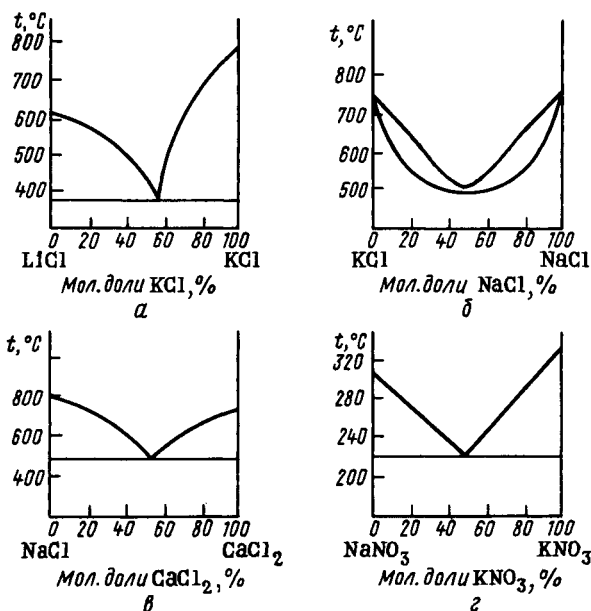 t,°C
800
700
600
500
400
0 20 40 60 80 100
LiCl KCl
Мол. доли KCl, %
а
t,°C
800
700
600
500
0 20 40 60 80 100
KCl NaCl
Мол. доли NaCl, %
б
t,°C
800
600
400
0 20 40 60 80 100
NaCl CaCl₂
Мол. доли CaCl₂, %
в
t,°C
320
280
240
200
0 20 40 60 80 100
NaNO₃ KNO₃
Мол. доли KNO₃, %
г